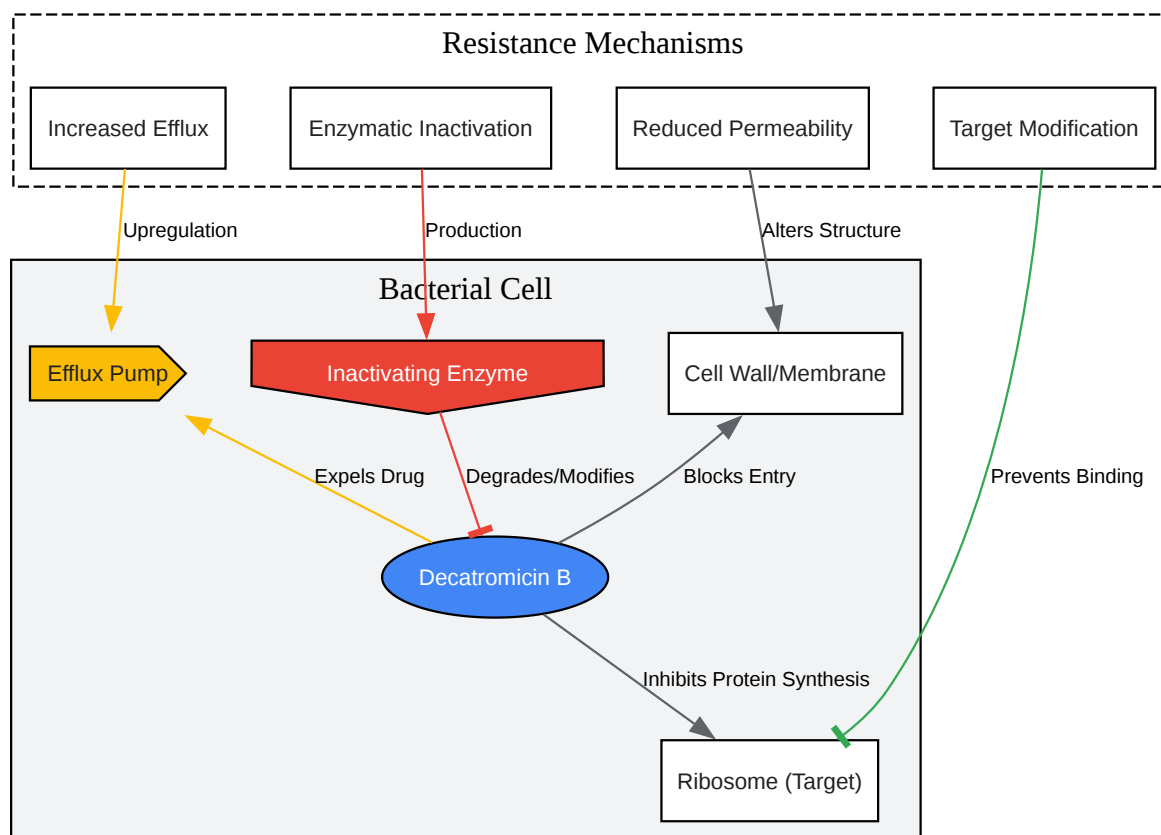 Resistance Mechanisms
Increased Efflux
Enzymatic Inactivation
Reduced Permeability
Target Modification
Upregulation
Production
Alters Structure
Bacterial Cell
Efflux Pump
Inactivating Enzyme
Cell Wall/Membrane
Expels Drug
Degrades/Modifies
Blocks Entry
Prevents Binding
Decatromicin B
Inhibits Protein Synthesis
Ribosome (Target)